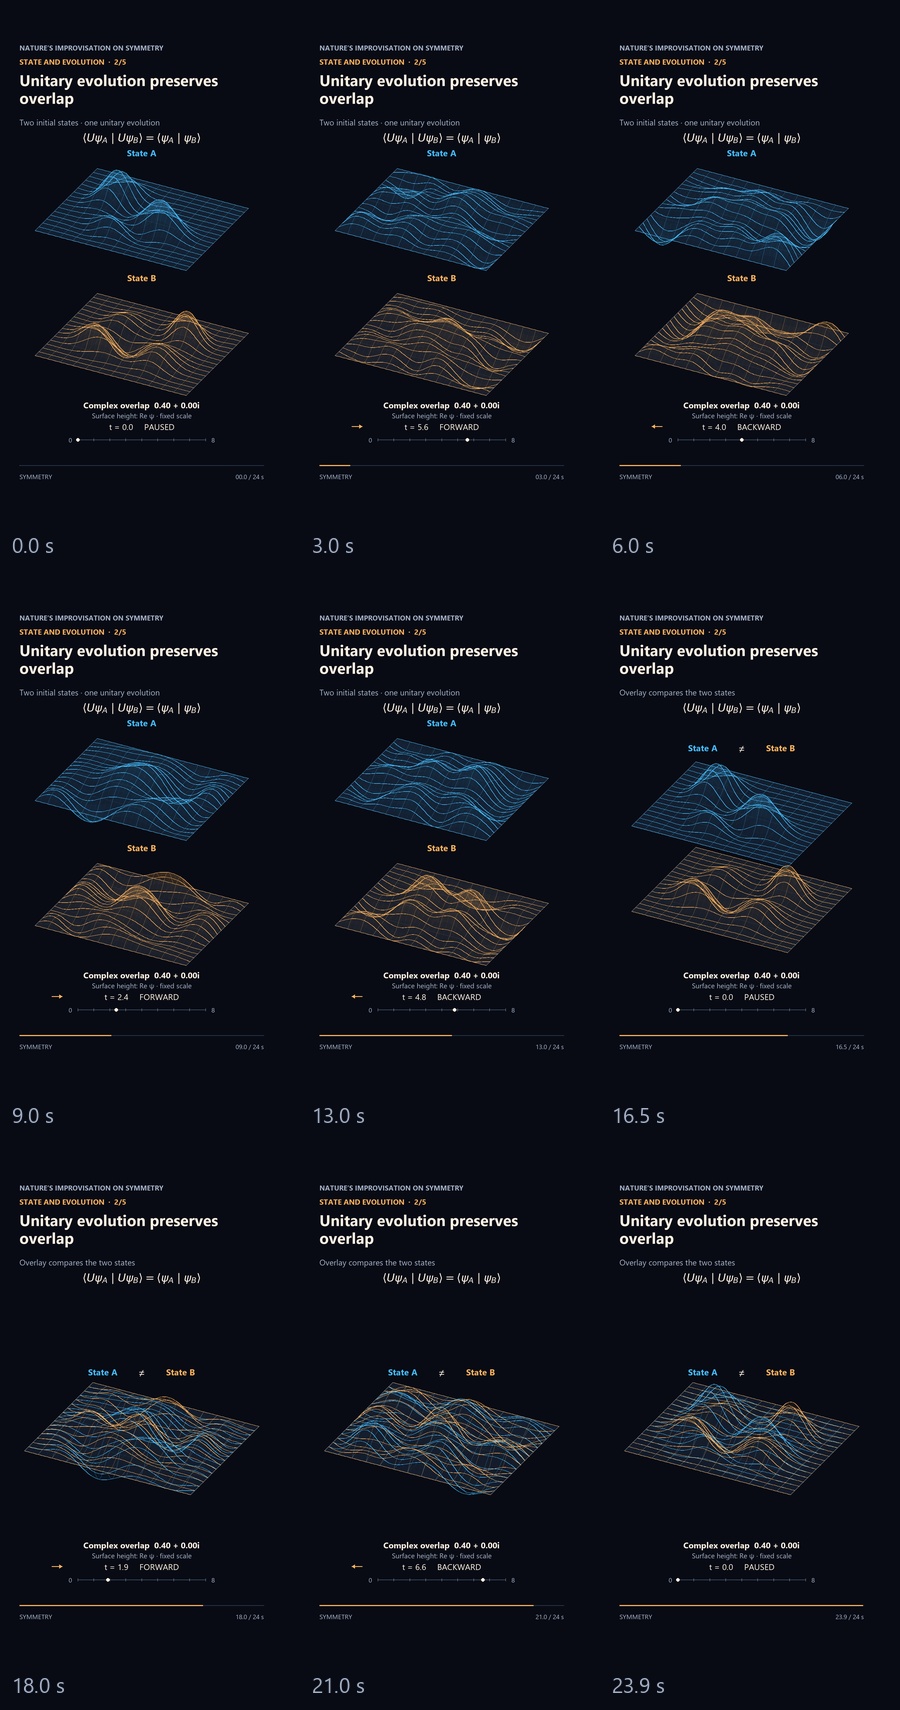 NATURE'S IMPROVISATION ON SYMMETRY
STATE AND EVOLUTION · 2/5
Unitary evolution preserves
overlap
Two initial states · one unitary evolution
⟨Uψ_A | Uψ_B⟩ = ⟨ψ_A | ψ_B⟩
State A
State B
Complex overlap 0.40 + 0.00i
Surface height: Re ψ · fixed scale
t = 0.0 PAUSED
0 8
SYMMETRY 00.0 / 24 s
0.0 s
NATURE'S IMPROVISATION ON SYMMETRY
STATE AND EVOLUTION · 2/5
Unitary evolution preserves
overlap
Two initial states · one unitary evolution
⟨Uψ_A | Uψ_B⟩ = ⟨ψ_A | ψ_B⟩
State A
State B
Complex overlap 0.40 + 0.00i
Surface height: Re ψ · fixed scale
→ t = 5.6 FORWARD
0 8
SYMMETRY 03.0 / 24 s
3.0 s
NATURE'S IMPROVISATION ON SYMMETRY
STATE AND EVOLUTION · 2/5
Unitary evolution preserves
overlap
Two initial states · one unitary evolution
⟨Uψ_A | Uψ_B⟩ = ⟨ψ_A | ψ_B⟩
State A
State B
Complex overlap 0.40 + 0.00i
Surface height: Re ψ · fixed scale
← t = 4.0 BACKWARD
0 8
SYMMETRY 06.0 / 24 s
6.0 s
NATURE'S IMPROVISATION ON SYMMETRY
STATE AND EVOLUTION · 2/5
Unitary evolution preserves
overlap
Two initial states · one unitary evolution
⟨Uψ_A | Uψ_B⟩ = ⟨ψ_A | ψ_B⟩
State A
State B
Complex overlap 0.40 + 0.00i
Surface height: Re ψ · fixed scale
→ t = 2.4 FORWARD
0 8
SYMMETRY 09.0 / 24 s
9.0 s
NATURE'S IMPROVISATION ON SYMMETRY
STATE AND EVOLUTION · 2/5
Unitary evolution preserves
overlap
Two initial states · one unitary evolution
⟨Uψ_A | Uψ_B⟩ = ⟨ψ_A | ψ_B⟩
State A
State B
Complex overlap 0.40 + 0.00i
Surface height: Re ψ · fixed scale
← t = 4.8 BACKWARD
0 8
SYMMETRY 13.0 / 24 s
13.0 s
NATURE'S IMPROVISATION ON SYMMETRY
STATE AND EVOLUTION · 2/5
Unitary evolution preserves
overlap
Overlay compares the two states
⟨Uψ_A | Uψ_B⟩ = ⟨ψ_A | ψ_B⟩
State A ≠ State B
Complex overlap 0.40 + 0.00i
Surface height: Re ψ · fixed scale
t = 0.0 PAUSED
0 8
SYMMETRY 16.5 / 24 s
16.5 s
NATURE'S IMPROVISATION ON SYMMETRY
STATE AND EVOLUTION · 2/5
Unitary evolution preserves
overlap
Overlay compares the two states
⟨Uψ_A | Uψ_B⟩ = ⟨ψ_A | ψ_B⟩
State A ≠ State B
Complex overlap 0.40 + 0.00i
Surface height: Re ψ · fixed scale
→ t = 1.9 FORWARD
0 8
SYMMETRY 18.0 / 24 s
18.0 s
NATURE'S IMPROVISATION ON SYMMETRY
STATE AND EVOLUTION · 2/5
Unitary evolution preserves
overlap
Overlay compares the two states
⟨Uψ_A | Uψ_B⟩ = ⟨ψ_A | ψ_B⟩
State A ≠ State B
Complex overlap 0.40 + 0.00i
Surface height: Re ψ · fixed scale
← t = 6.6 BACKWARD
0 8
SYMMETRY 21.0 / 24 s
21.0 s
NATURE'S IMPROVISATION ON SYMMETRY
STATE AND EVOLUTION · 2/5
Unitary evolution preserves
overlap
Overlay compares the two states
⟨Uψ_A | Uψ_B⟩ = ⟨ψ_A | ψ_B⟩
State A ≠ State B
Complex overlap 0.40 + 0.00i
Surface height: Re ψ · fixed scale
t = 0.0 PAUSED
0 8
SYMMETRY 23.9 / 24 s
23.9 s